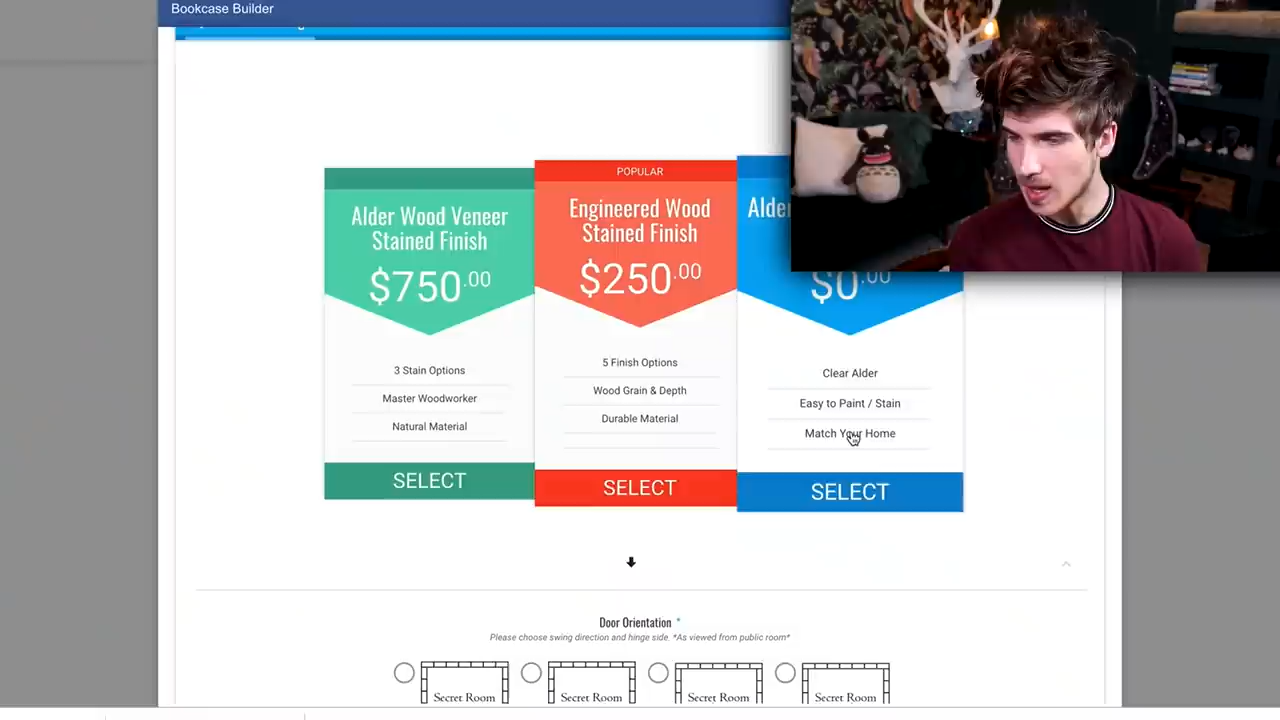 Bookcase Builder
POPULAR
Alder Wood Veneer
Stained Finish
$750.00
Engineered Wood
Stained Finish
$250.00
Alder
$0.00
3 Stain Options
Master Woodworker
Natural Material
SELECT
5 Finish Options
Wood Grain & Depth
Durable Material
SELECT
Clear Alder
Easy to Paint / Stain
Match Your Home
SELECT
Door Orientation *
Please choose swing direction and hinge side. *As viewed from public room*
Secret Room
Secret Room
Secret Room
Secret Room